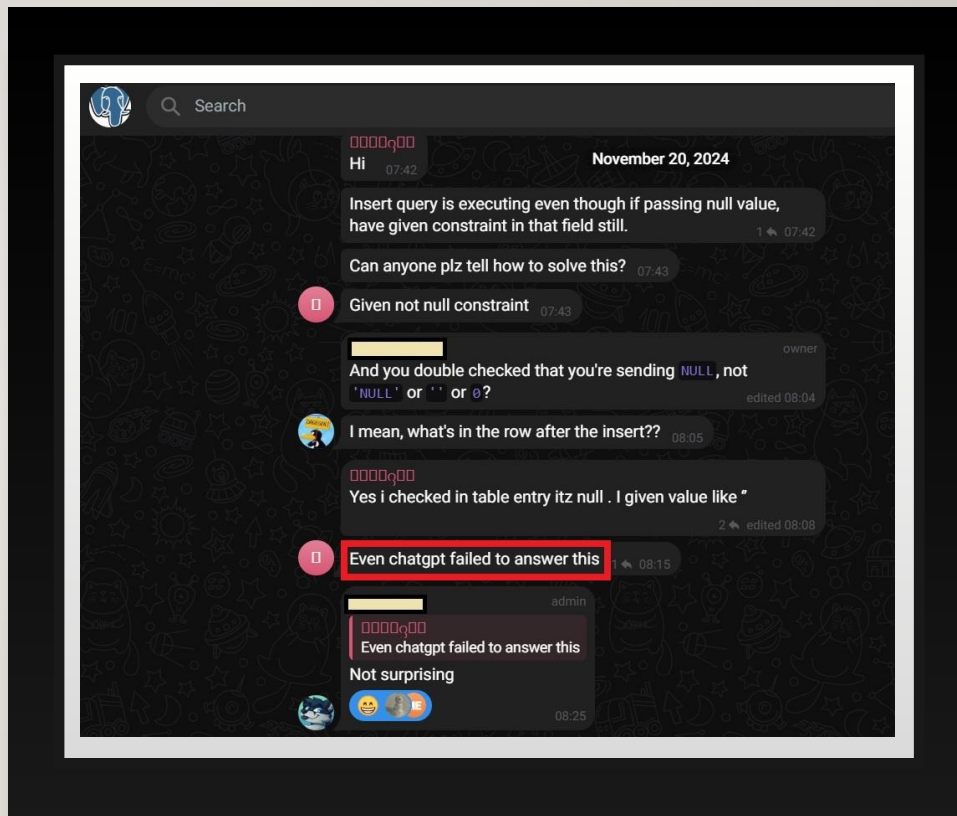 Search
Hi 07:42
November 20, 2024
Insert query is executing even though if passing null value,
have given constraint in that field still.
1 07:42
Can anyone plz tell how to solve this? 07:43
Given not null constraint 07:43
owner
And you double checked that you're sending NULL, not
'NULL' or '' or 0?
edited 08:04
I mean, what's in the row after the insert?? 08:05
Yes i checked in table entry itz null . I given value like ‘’
2 edited 08:08
Even chatgpt failed to answer this 1 08:15
admin
Even chatgpt failed to answer this
Not surprising
08:25